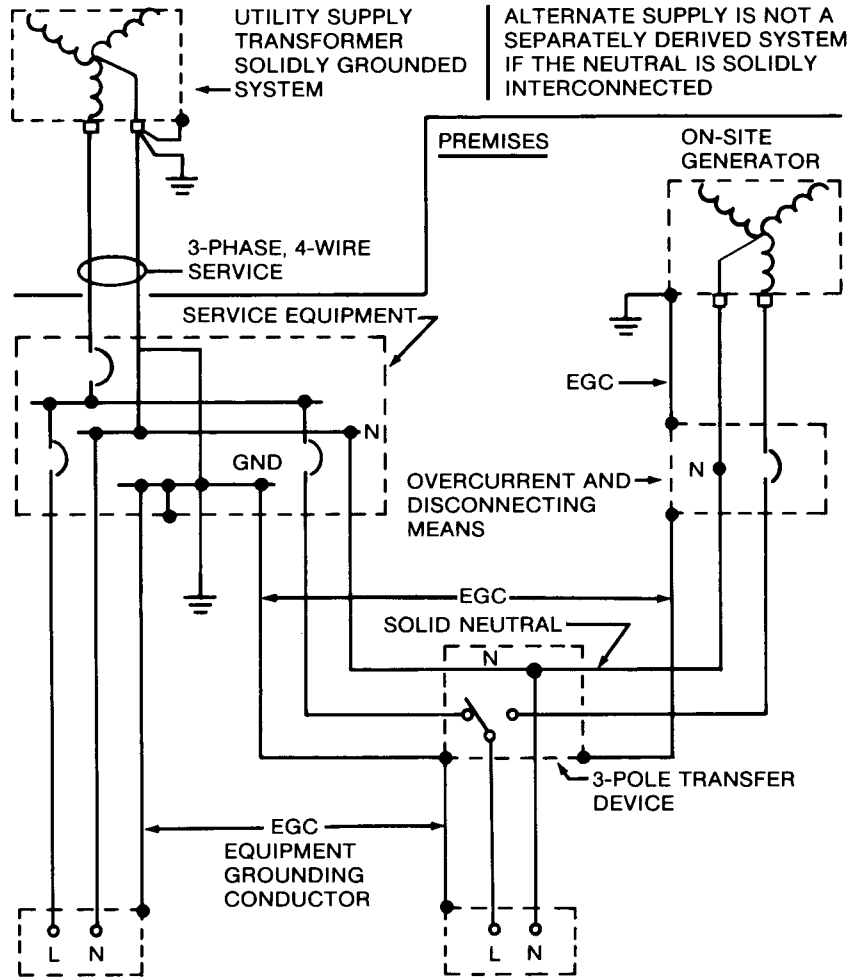 UTILITY SUPPLY
TRANSFORMER
SOLIDLY GROUNDED
SYSTEM
ALTERNATE SUPPLY IS NOT A
SEPARATELY DERIVED SYSTEM
IF THE NEUTRAL IS SOLIDLY
INTERCONNECTED
PREMISES
ON-SITE
GENERATOR
3-PHASE, 4-WIRE
SERVICE
SERVICE EQUIPMENT
EGC
N
GND
N
OVERCURRENT AND
DISCONNECTING
MEANS
EGC
SOLID NEUTRAL
N
3-POLE TRANSFER
DEVICE
EGC
EQUIPMENT
GROUNDING
CONDUCTOR
L N
L N